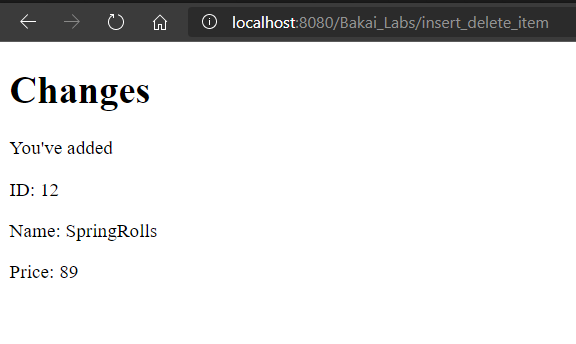 localhost:8080/Bakai_Labs/insert_delete_item
Changes
You've added
ID: 12
Name: SpringRolls
Price: 89